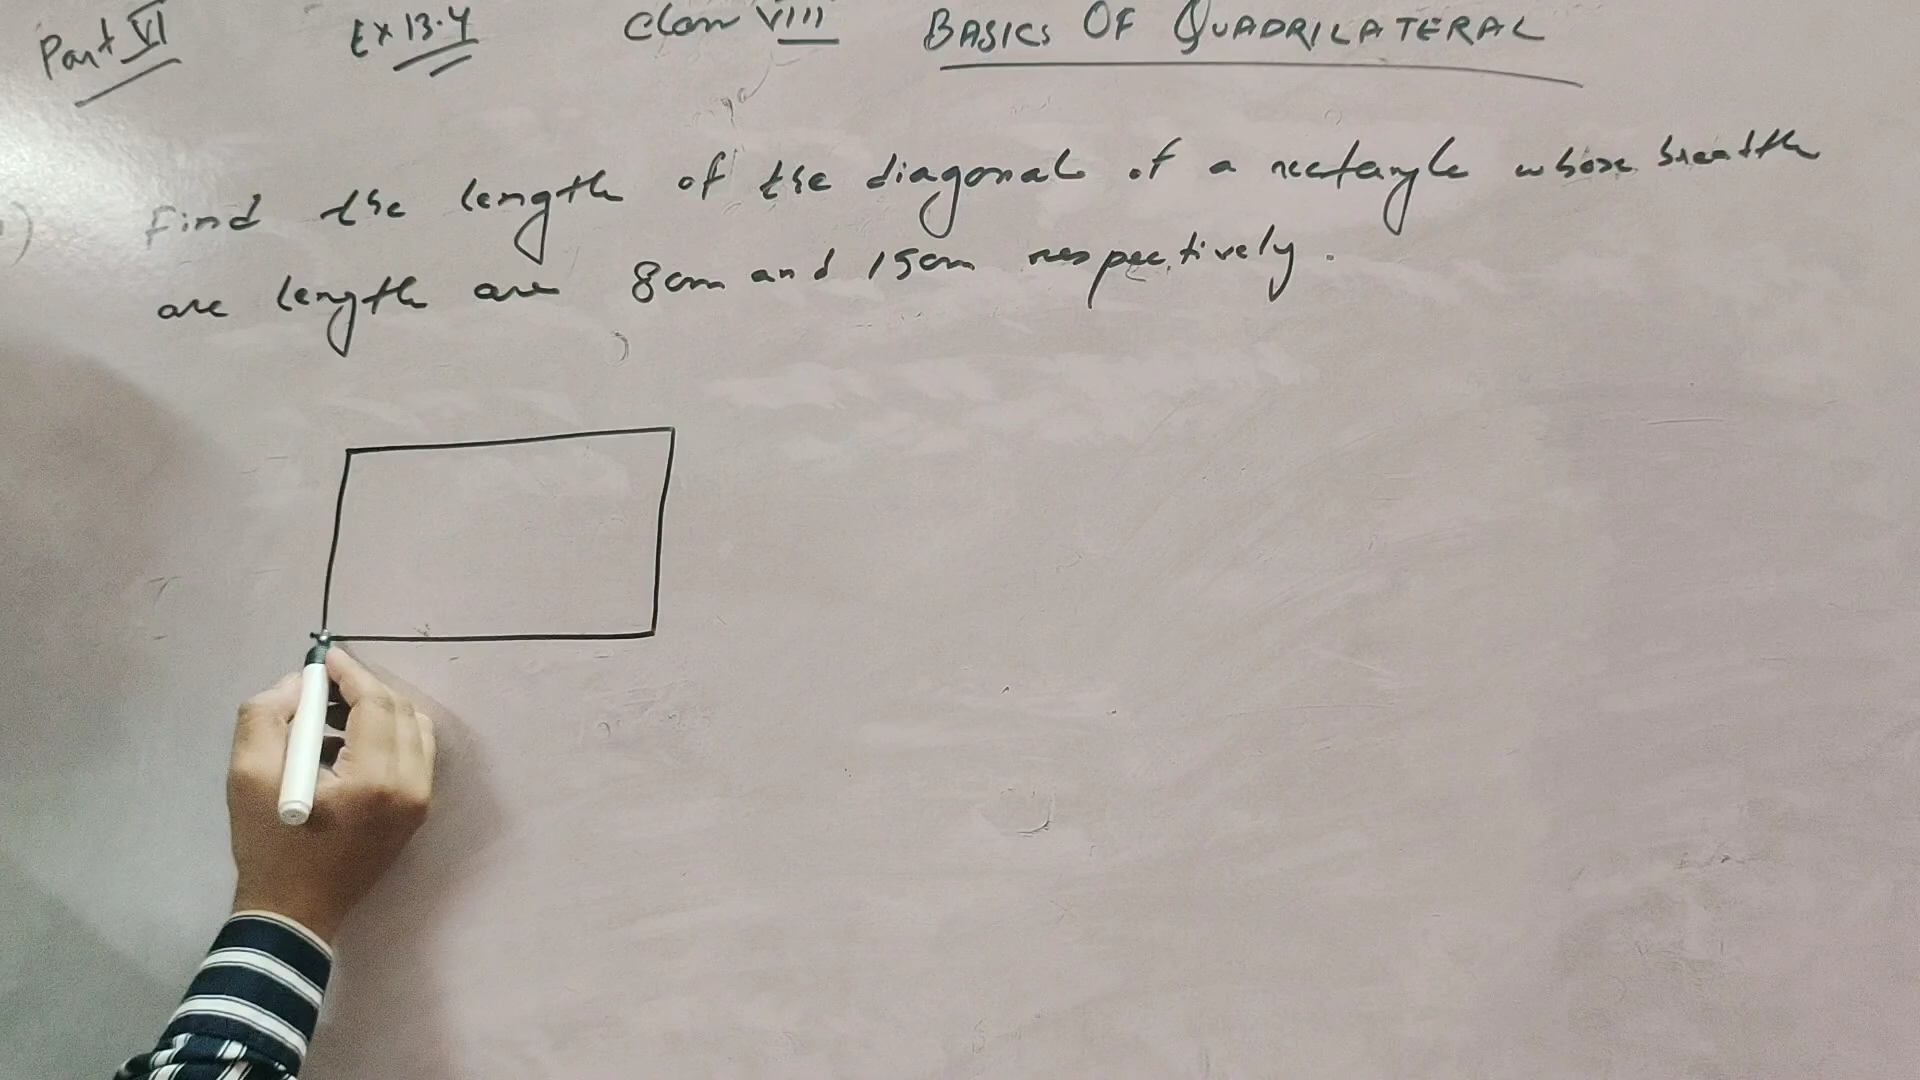 Part VI Ex 13.4 Class VIII BASICS OF QUADRILATERAL
Find the length of the diagonal of a rectangle whose breadth
are length are 8cm and 15cm respectively.